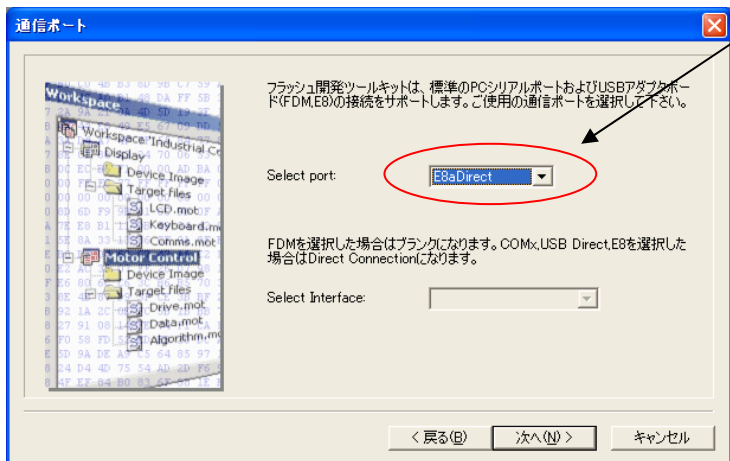 通信ポート
フラッシュ開発ツールキットは、標準のPCシリアルポートおよびUSBアダプタボー
ド(FDM,E8)の接続をサポートします。ご使用の通信ポートを選択して下さい。
Select port:
E8aDirect
FDMを選択した場合はブランクになります。COMx,USB Direct,E8を選択した
場合はDirect Connectionになります。
Select Interface:
Workspace
Workspace 'Industrial Co
Display
Device Image
Target files
LCD.mot
Keyboard.m
Comms.mot
Motor Control
Device Image
Target files
Drive.mot
Data.mot
Algorithm.mo
< 戻る(B)
次へ(N) >
キャンセル